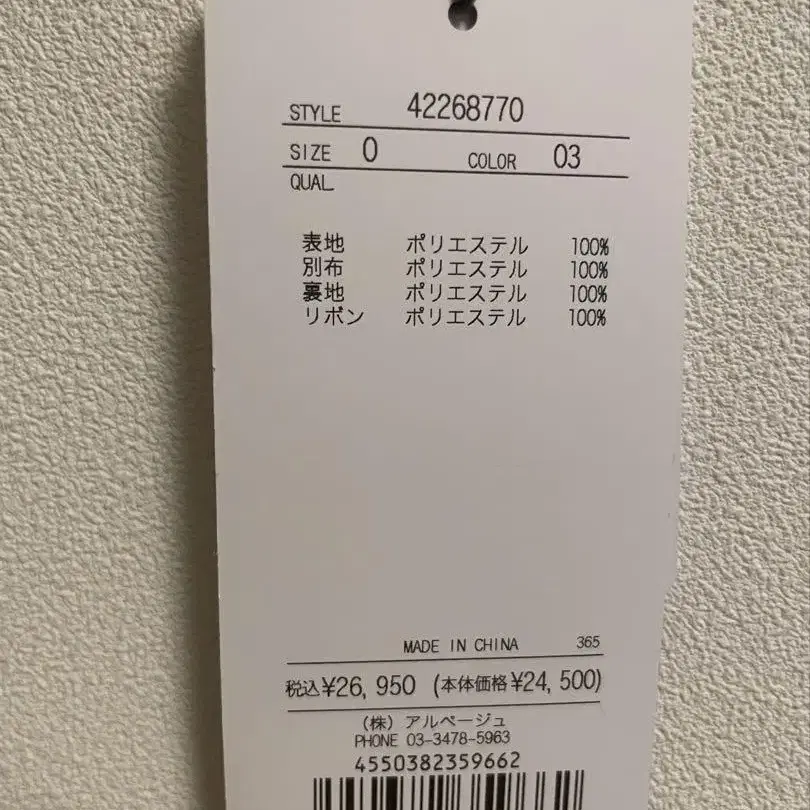 STYLE 42268770
SIZE 0 COLOR 03
QUAL
表地 ポリエステル 100%
別布 ポリエステル 100%
裏地 ポリエステル 100%
リボン ポリエステル 100%
MADE IN CHINA 365
税込¥26,950 (本体価格¥24,500)
(株) アルページュ
PHONE 03-3478-5963
4550382359662